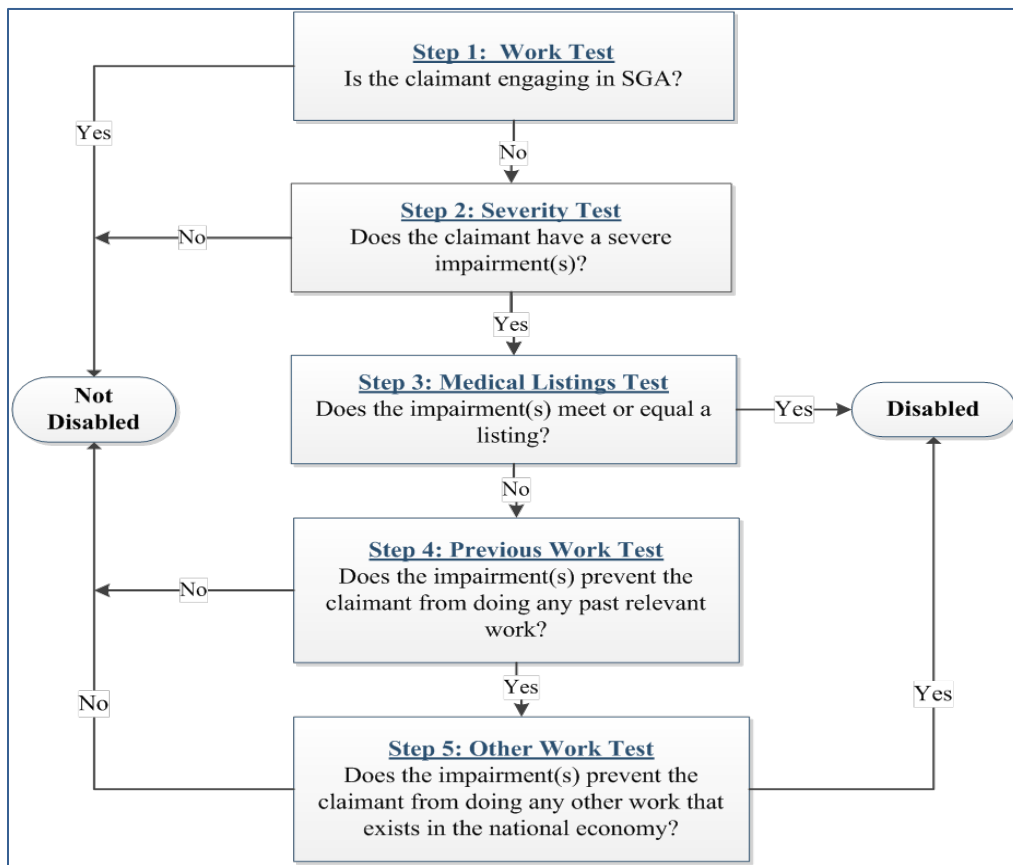 Step 1: Work Test
Is the claimant engaging in SGA?
Yes
No
Step 2: Severity Test
Does the claimant have a severe
impairment(s)?
No
Yes
Step 3: Medical Listings Test
Does the impairment(s) meet or equal a
listing?
Not
Disabled
Yes
Disabled
No
Step 4: Previous Work Test
Does the impairment(s) prevent the
claimant from doing any past relevant
work?
No
Yes
No
Yes
Step 5: Other Work Test
Does the impairment(s) prevent the
claimant from doing any other work that
exists in the national economy?